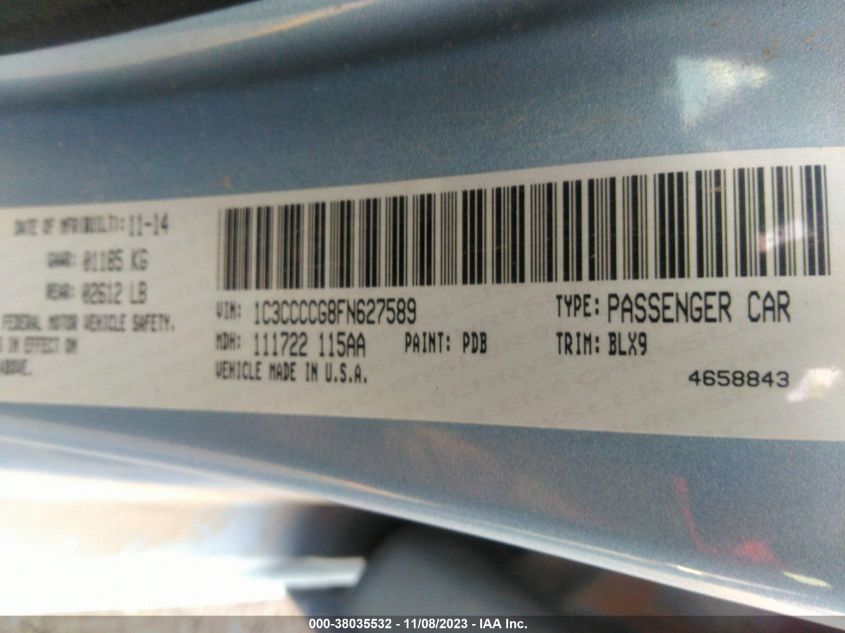 DATE OF MFR(BUILT): 11-14
GAWR: 01185 KG
REAR: 02612 LB
FEDERAL MOTOR VEHICLE SAFETY.
IN EFFECT ON
ABOVE.
VIN: 1C3CCCCG8FN627589
TYPE: PASSENGER CAR
MDH: 111722 115AA
PAINT: PDB
TRIM: BLX9
VEHICLE MADE IN U.S.A.
4658843
000-38035532 - 11/08/2023 - IAA Inc.